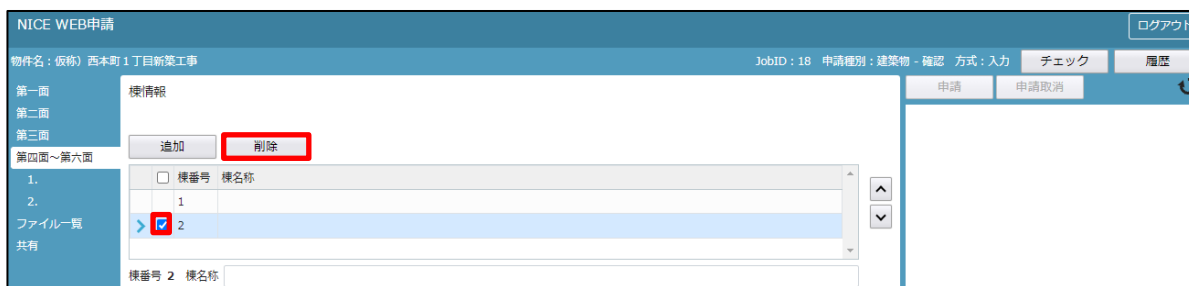 NICE WEB申請 ログアウト
物件名：仮称）西本町１丁目新築工事 JobID：18 申請種別：建築物 - 確認 方式：入力 チェック 履歴
第一面 棟情報 申請 申請取消
第二面
第三面
追加 削除
第四面～第六面
棟番号 棟名称
1.
1
2.
2
ファイル一覧
共有
棟番号 2 棟名称